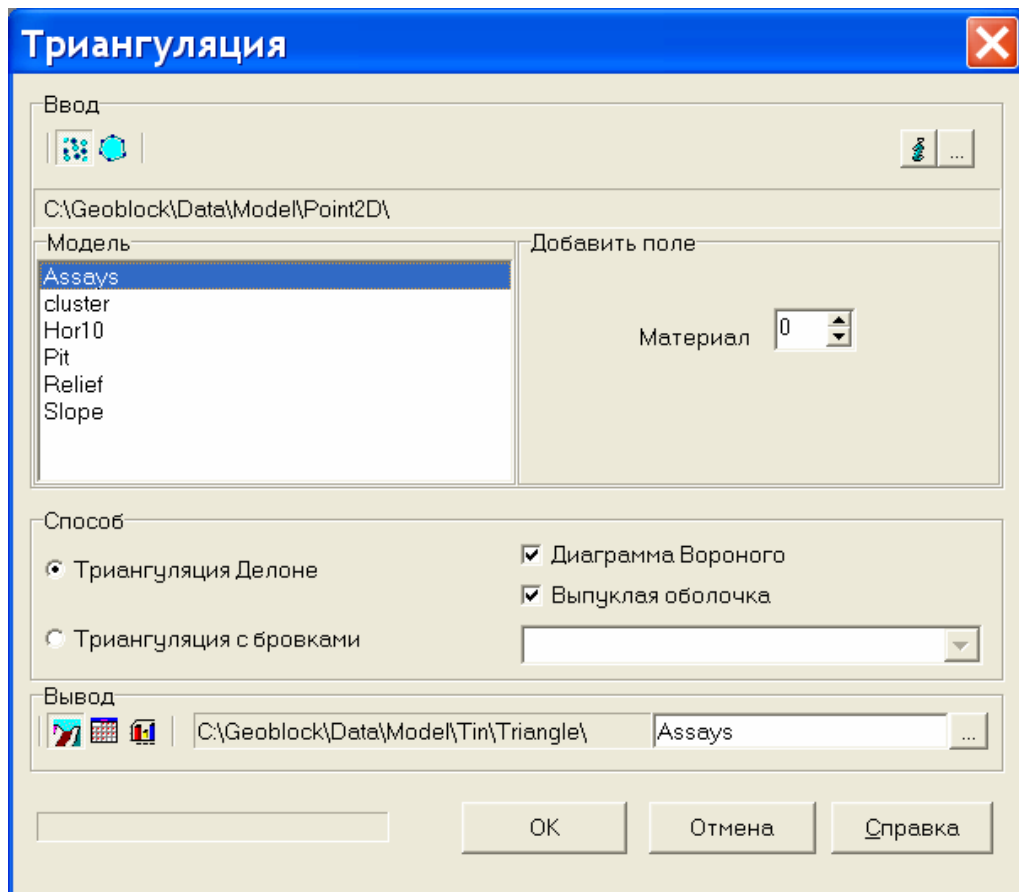 Триангуляция
Ввод
...
C:\Geoblock\Data\Model\Point2D\
Модель
Добавить поле
Assays
cluster
Hor10
Pit
Relief
Slope
Материал 0
Способ
Триангуляция Делоне
Диаграмма Вороного
Выпуклая оболочка
Триангуляция с бровками
Вывод
C:\Geoblock\Data\Model\Tin\Triangle\ Assays ...
OK Отмена Справка